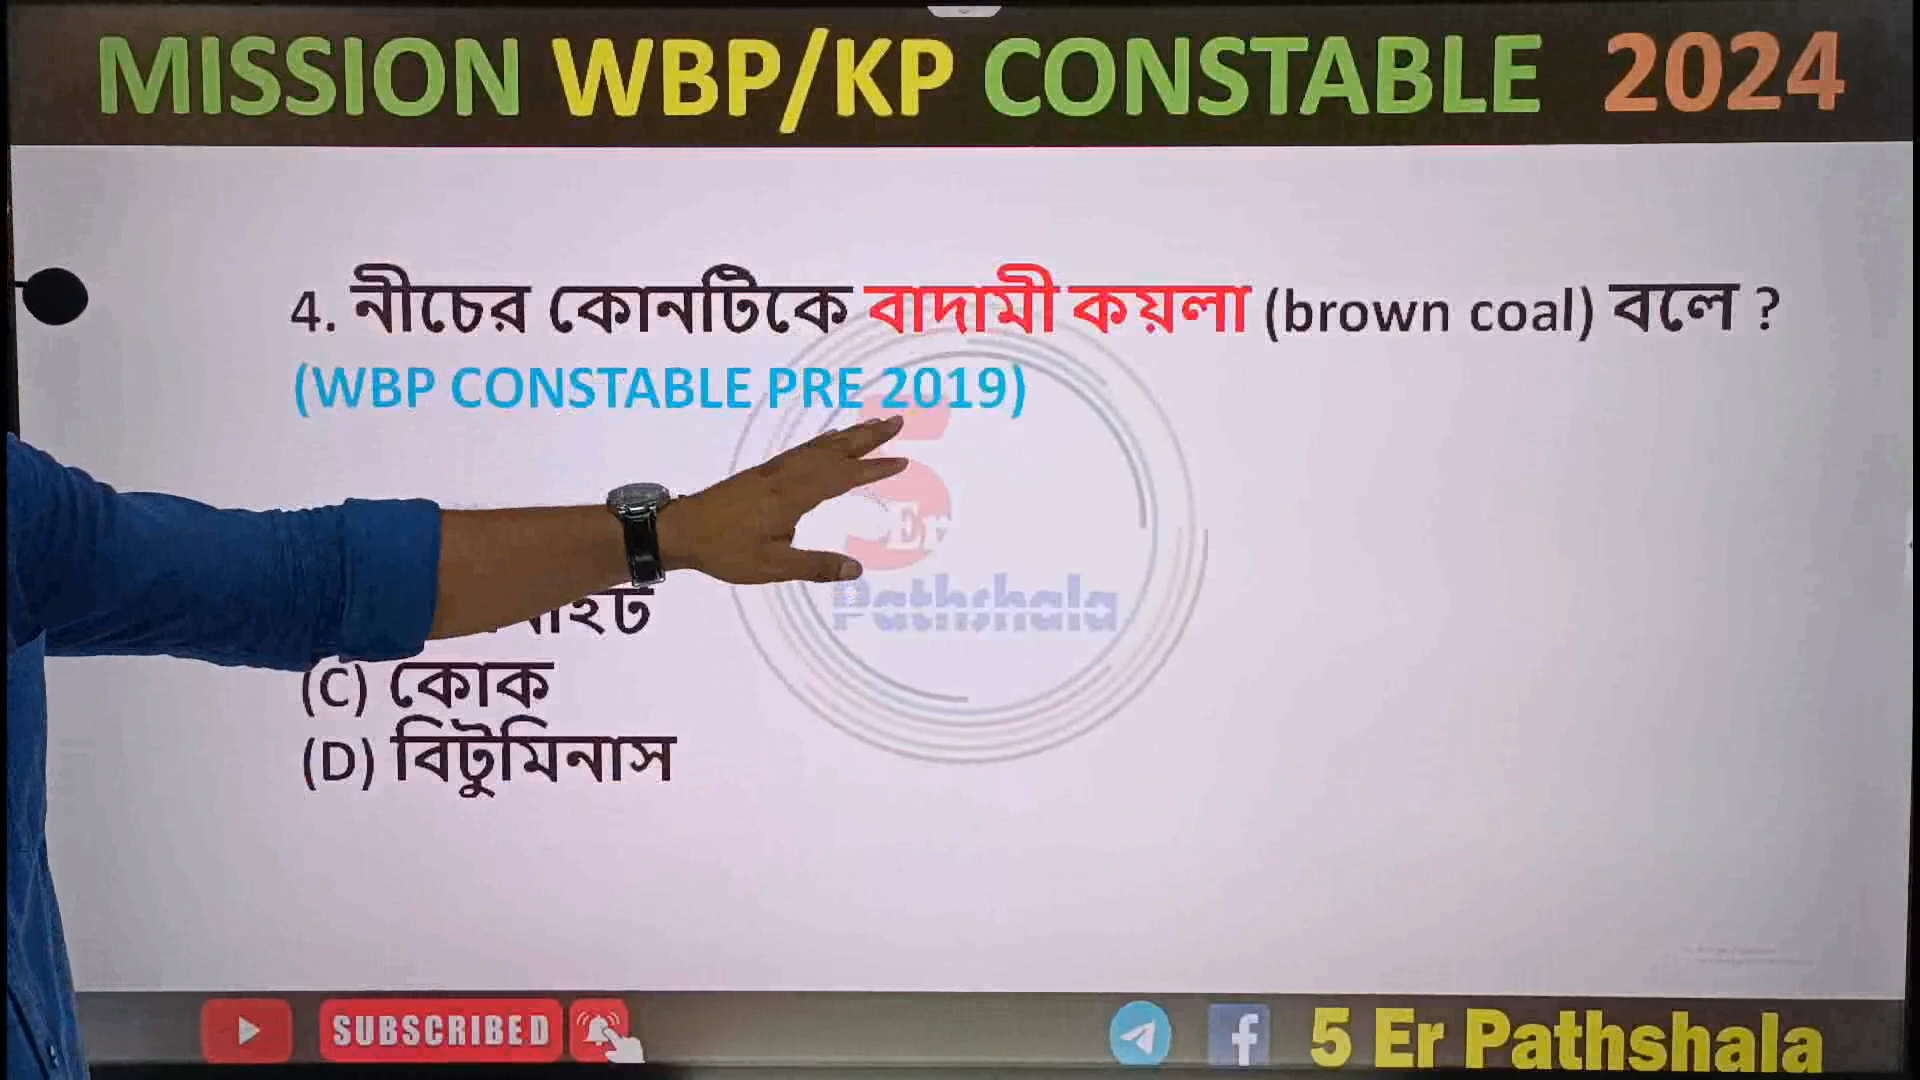 MISSION WBP/KP CONSTABLE 2024
4. নীচের কোনটিকে বাদামী কয়লা (brown coal) বলে ?
(WBP CONSTABLE PRE 2019)
(C) কোক
(D) বিটুমিনাস
Pathshala
SUBSCRIBED
5 Er Pathshala